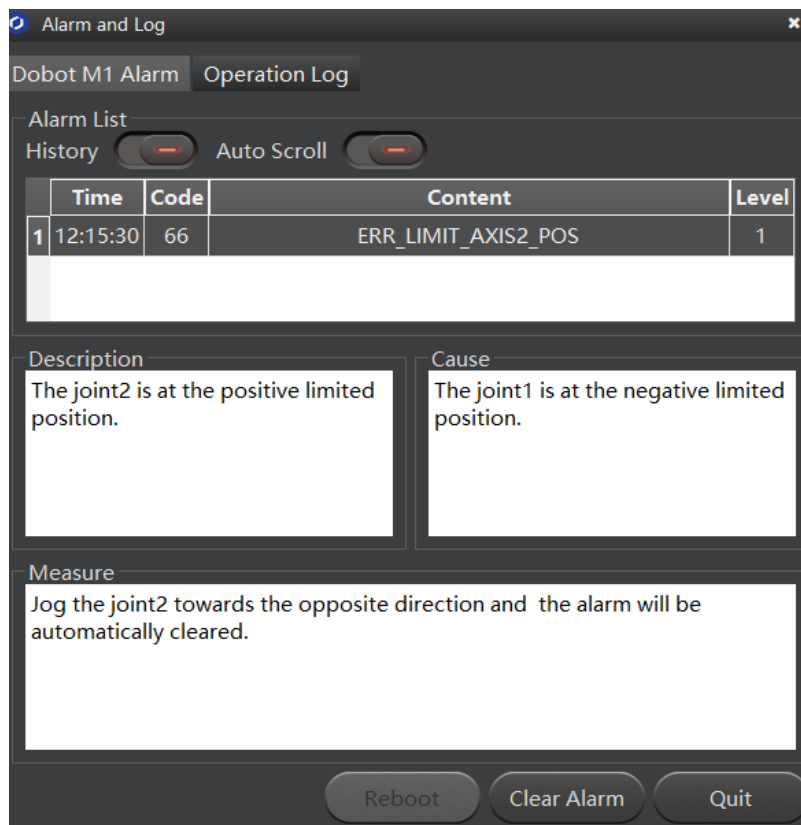 Alarm and Log
Dobot M1 Alarm Operation Log
Alarm List
History Auto Scroll
Time Code Content Level
1 12:15:30 66 ERR_LIMIT_AXIS2_POS 1
Description
The joint2 is at the positive limited
position.
Cause
The joint1 is at the negative limited
position.
Measure
Jog the joint2 towards the opposite direction and  the alarm will be
automatically cleared.
Reboot Clear Alarm Quit